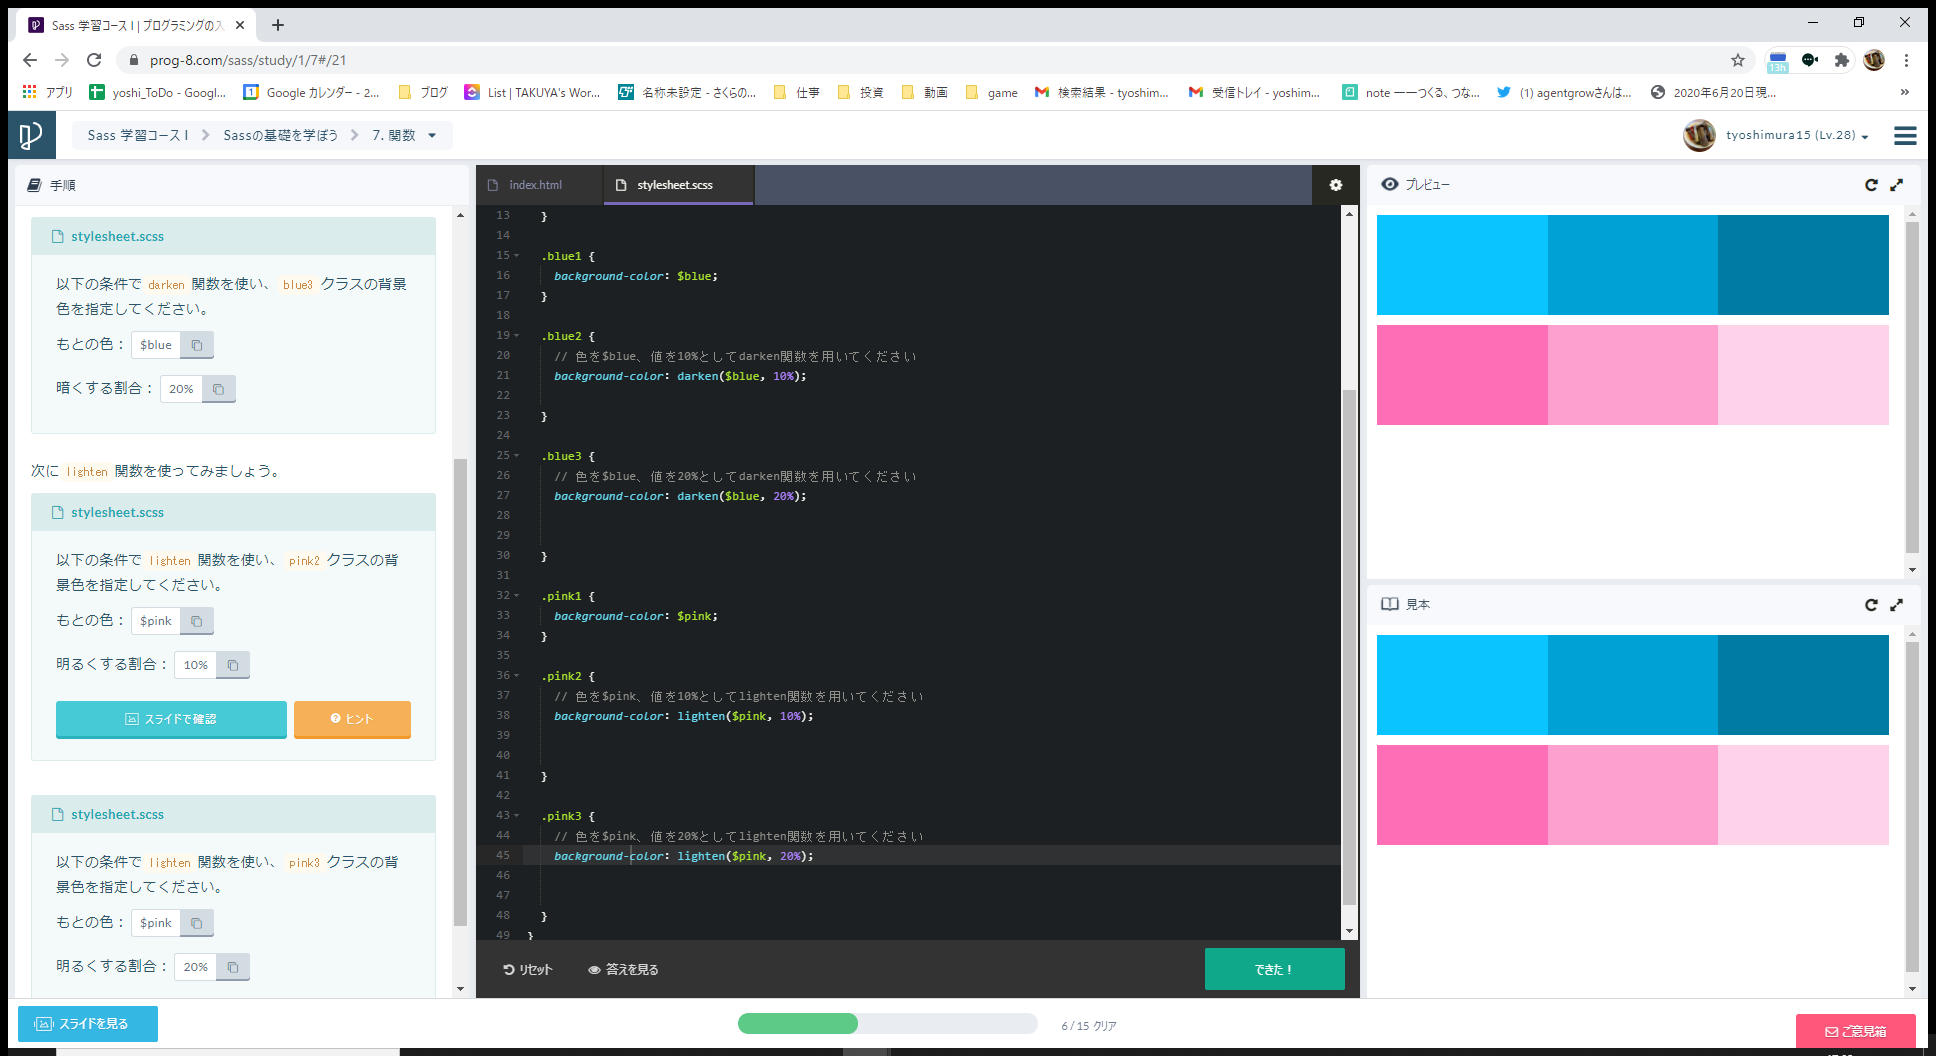 Sass 学習コース I | プログラミングのス
prog-8.com/sass/study/1/7#/21
13h
アプリ
yoshi_ToDo - Googl...
Google カレンダー - 2...
ブログ
List | TAKUYA's Wor...
名称未設定 - さくらの...
仕事
投資
動画
game
検索結果 - tyoshim...
受信トレイ - yoshim...
note ――つくる、つな...
(1) agentgrowさんは...
2020年6月20日現...
Sass 学習コース I
Sassの基礎を学ぼう
7. 関数
tyoshimura15 (Lv.28)
手順
stylesheet.scss
以下の条件で darken 関数を使い、 blue3 クラスの背景
色を指定してください。
もとの色： $blue
暗くする割合： 20%
次に lighten 関数を使ってみましょう。
stylesheet.scss
以下の条件で lighten 関数を使い、 pink2 クラスの背
景色を指定してください。
もとの色： $pink
明るくする割合： 10%
スライドで確認
ヒント
stylesheet.scss
以下の条件で lighten 関数を使い、 pink3 クラスの背
景色を指定してください。
もとの色： $pink
明るくする割合： 20%
スライドを見る
index.html
stylesheet.scss
13 }
14
15 .blue1 {
16 background-color: $blue;
17 }
18
19 .blue2 {
20 // 色を$blue、値を10%としてdarken関数を用いてください
21 background-color: darken($blue, 10%);
22
23 }
24
25 .blue3 {
26 // 色を$blue、値を20%としてdarken関数を用いてください
27 background-color: darken($blue, 20%);
28
29
30 }
31
32 .pink1 {
33 background-color: $pink;
34 }
35
36 .pink2 {
37 // 色を$pink、値を10%としてlighten関数を用いてください
38 background-color: lighten($pink, 10%);
39
40
41 }
42
43 .pink3 {
44 // 色を$pink、値を20%としてlighten関数を用いてください
45 background-color: lighten($pink, 20%);
46
47
48 }
49 }
リセット
答えを見る
できた！
6 / 15 クリア
プレビュー
見本
ご意見箱